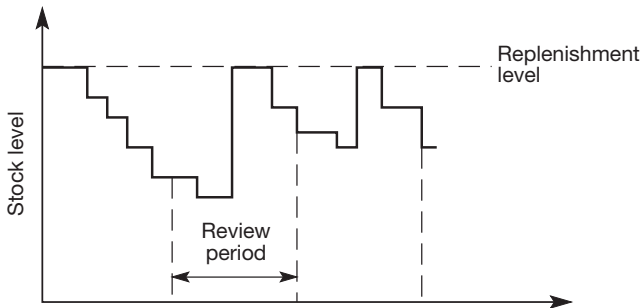 Replenishment
level
Stock level
Review
period